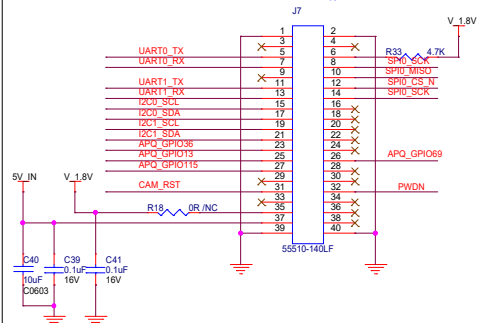 J7
V_1.8V
1 2
3 4
UART0_TX 5 6 R33 4.7K
UART0_RX 7 8 SPI0_SCK
9 10 SPI0_MISO
UART1_TX 11 12 SPI0_CS_N
UART1_RX 13 14 SPI0_SCK
I2C0_SCL 15 16
I2C0_SDA 17 18
I2C1_SCL 19 20
I2C1_SDA 21 22
APQ_GPIO36 23 24
APQ_GPIO13 25 26 APQ_GPIO69
APQ_GPIO115 27 28
5V_IN V_1.8V 29 30
CAM_RST 31 32 PWDN
33 34
R18 0R /NC 35 36
37 38
39 40
55510-140LF
C40 C39 C41
10uF 0.1uF 0.1uF
C0603 16V 16V